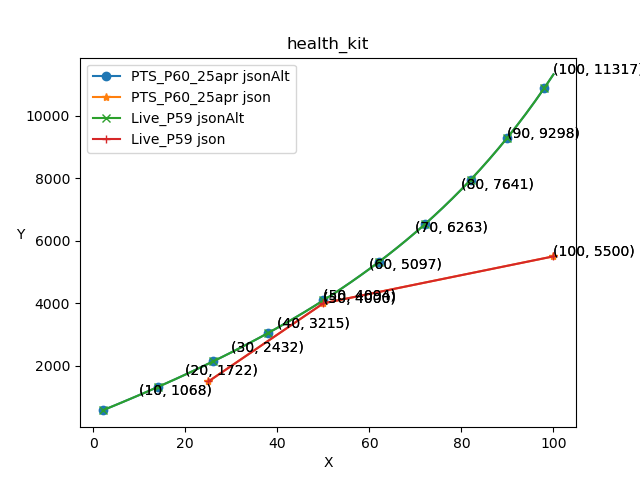 health_kit
PTS_P60_25apr jsonAlt
PTS_P60_25apr json
Live_P59 jsonAlt
Live_P59 json
(100, 11317)
(90, 9298)
(80, 7641)
(70, 6263)
(100, 5500)
(60, 5097)
(50, 4094)
(50, 4000)
(40, 3215)
(30, 2432)
(20, 1722)
(10, 1068)
10000
8000
6000
4000
2000
Y
0 20 40 60 80 100
X